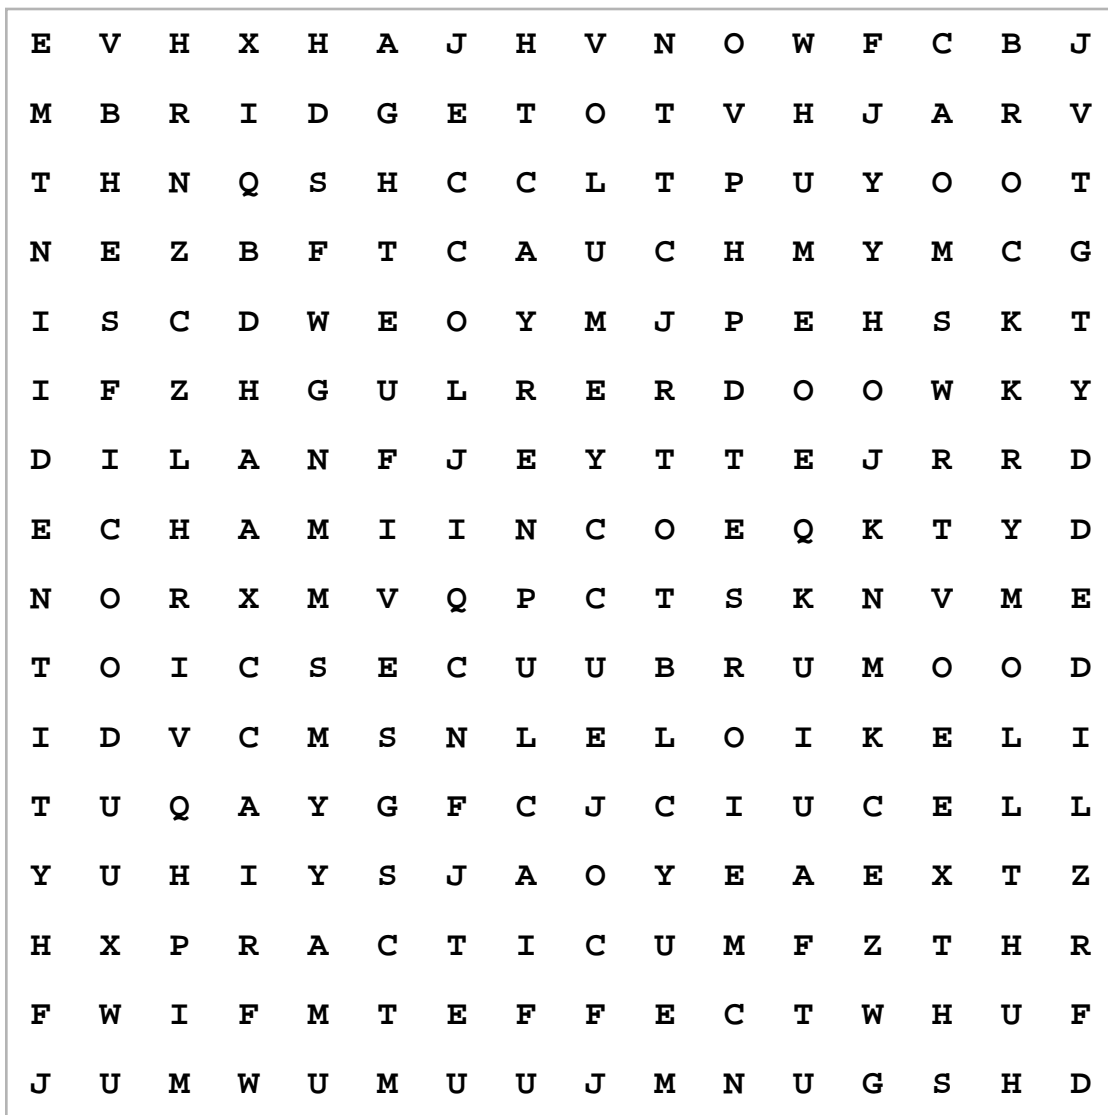 E V H X H A J H V N O W F C B J
M B R I D G E T O T V H J A R V
T H N Q S H C C L T P U Y O O T
N E Z B F T C A U C H M Y M C G
I S C D W E O Y M J P E H S K T
I F Z H G U L R E R D O O W K Y
D I L A N F J E Y T T E J R R D
E C H A M I I N C O E Q K T Y D
N O R X M V Q P C T S K N V M E
T O I C S E C U U B R U M O O D
I D V C M S N L E L O I K E L I
T U Q A Y G F C J C I U C E L L
Y U H I Y S J A O Y E A E X T Z
H X P R A C T I C U M F Z T H R
F W I F M T E F F E C T W H U F
J U M W U M U U J M N U G S H D